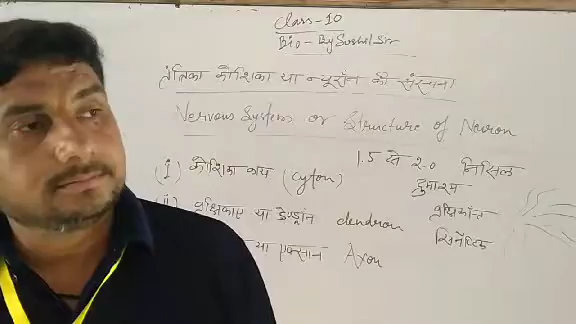 Class-10
Bio - By Sushil Sir
तंत्रिका कोशिका या न्यूरॉन की संरचना
Nervous System or Structure of Neuron
(i) कोशिका काय (cyton) 1.5 से 2.0 निसिल
(ii) या डेण्ड्रान dendron
या एक्सान Axon